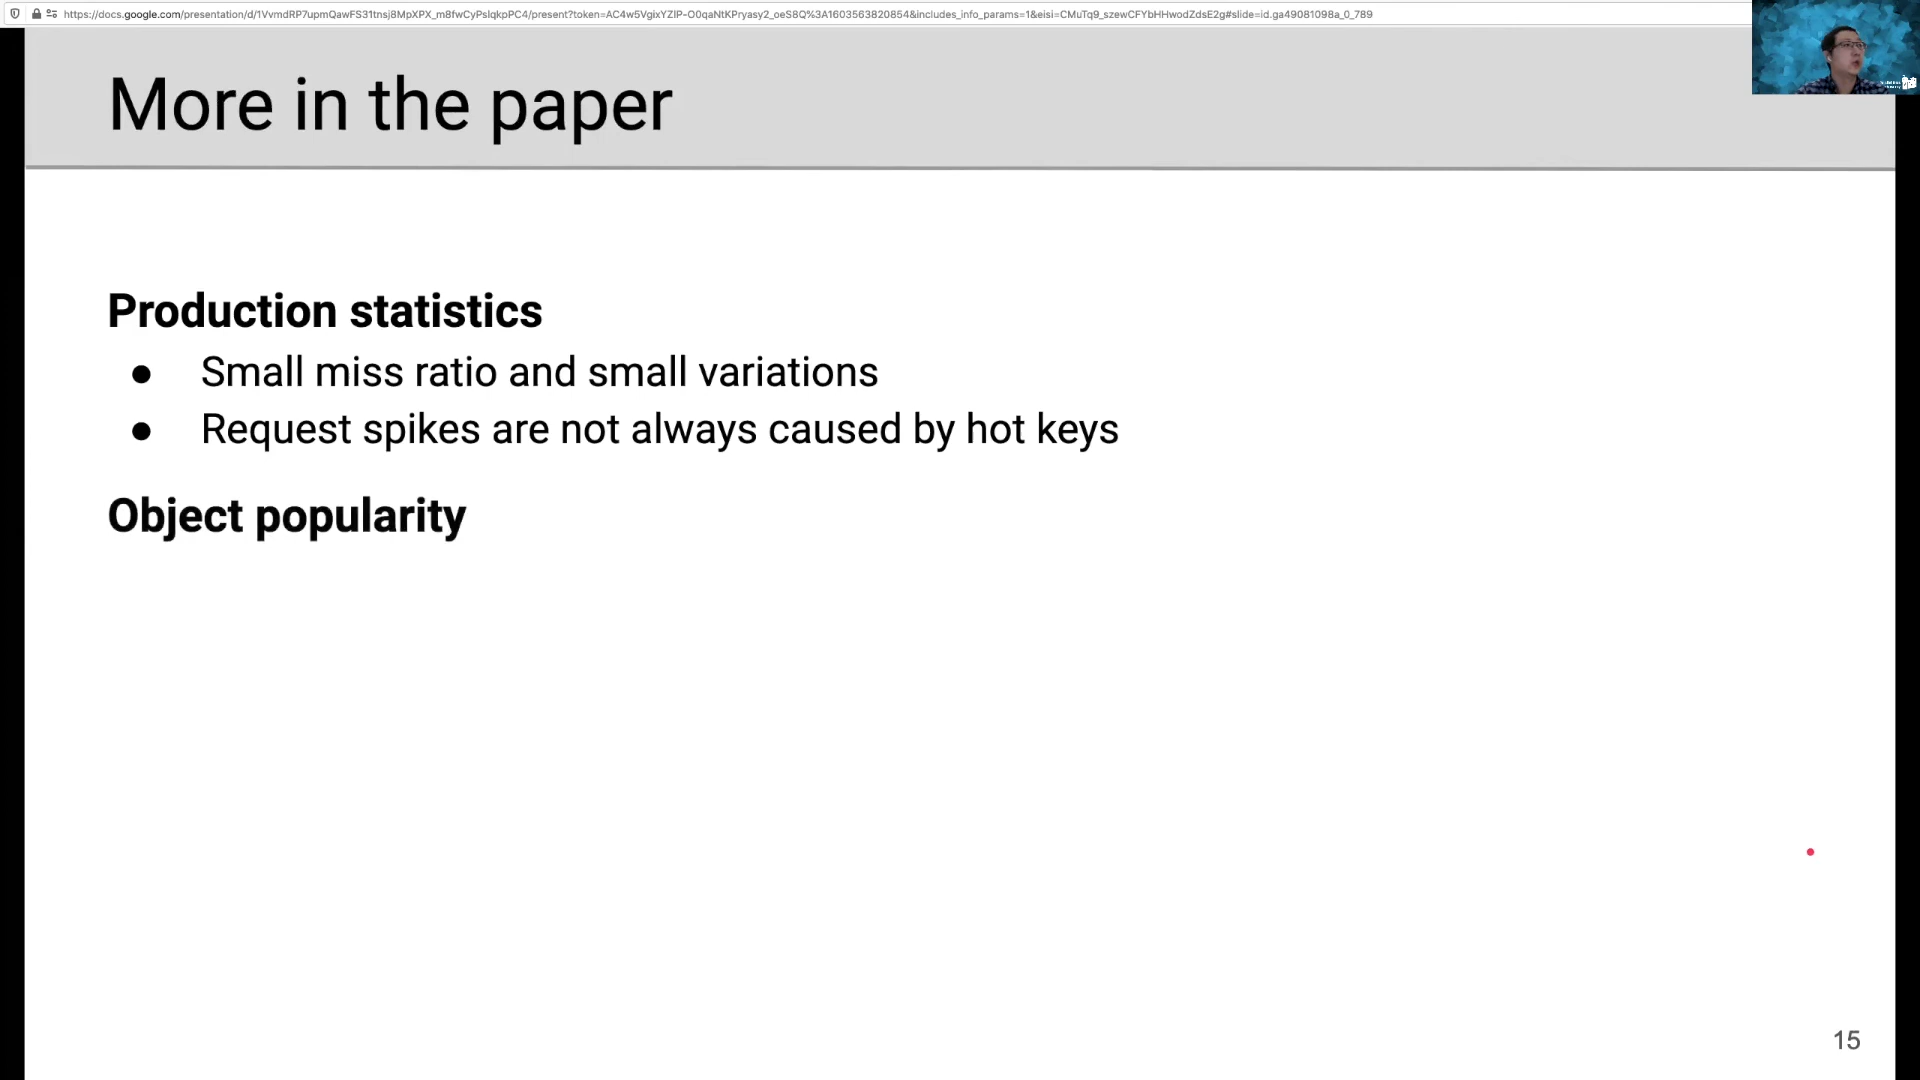 https://docs.google.com/presentation/d/1VvmdRP7upmQawFS31tnsj8MpXPX_m8fwCyPslqkpPC4/present?token=AC4w5VgixYZlP-O0qaNtKPryasy2_oeS8Q%3A1603563820854&includes_info_params=1&eisi=CMuTq9_szewCFYbHHwodZdsE2g#slide=id.ga49081098a_0_789
More in the paper
Production statistics
● Small miss ratio and small variations
● Request spikes are not always caused by hot keys
Object popularity
15